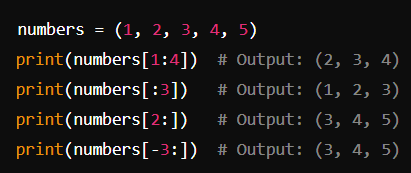 numbers = (1, 2, 3, 4, 5)
print(numbers[1:4])  # Output: (2, 3, 4)
print(numbers[:3])   # Output: (1, 2, 3)
print(numbers[2:])   # Output: (3, 4, 5)
print(numbers[-3:])  # Output: (3, 4, 5)